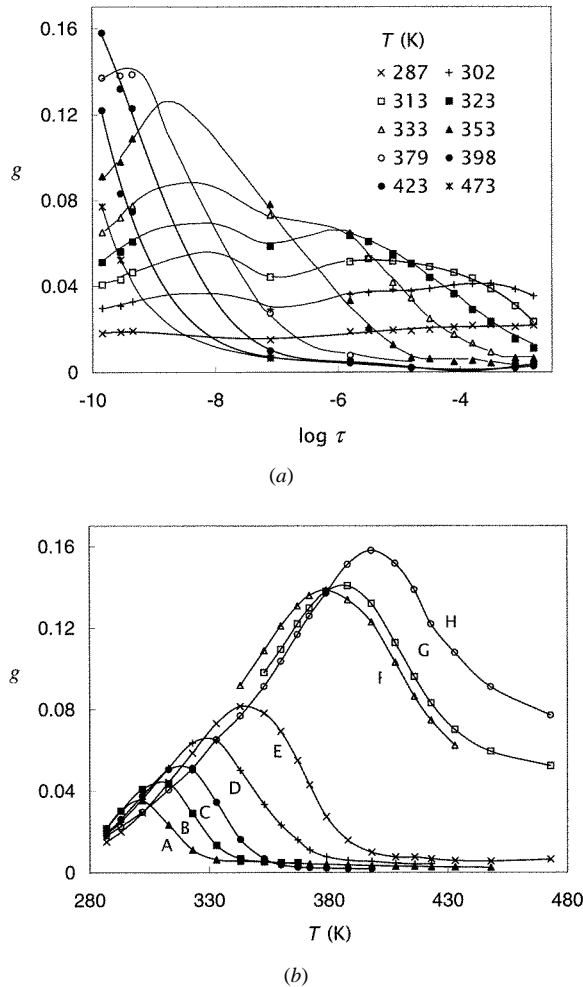 0.16
0.12
0.08
0.04
0
g
T (K)
× 287 + 302
□ 313 ■ 323
△ 333 ▲ 353
○ 379 ● 398
● 423 ✳ 473
-10 -8 -6 -4
log τ
(a)
0.16
0.12
0.08
0.04
0
g
H
G
F
E
D
C
B
A
280 330 380 430 480
T (K)
(b)